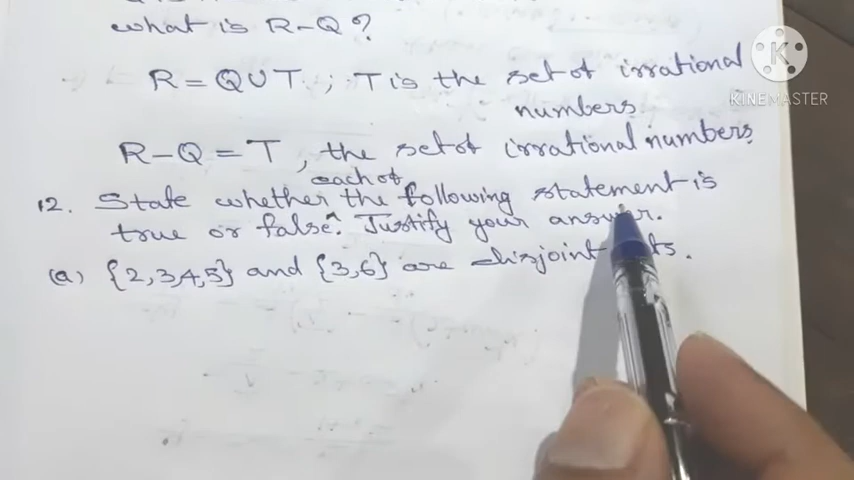 what is R-Q?
R = QUT ; T is the set of irrational
numbers
R-Q = T, the set of irrational numbers
each of
12. State whether the following statement is
true or false. Justify your answer.
(a) {2,3,4,5} and {3,6} are disjoint
KINEMASTER